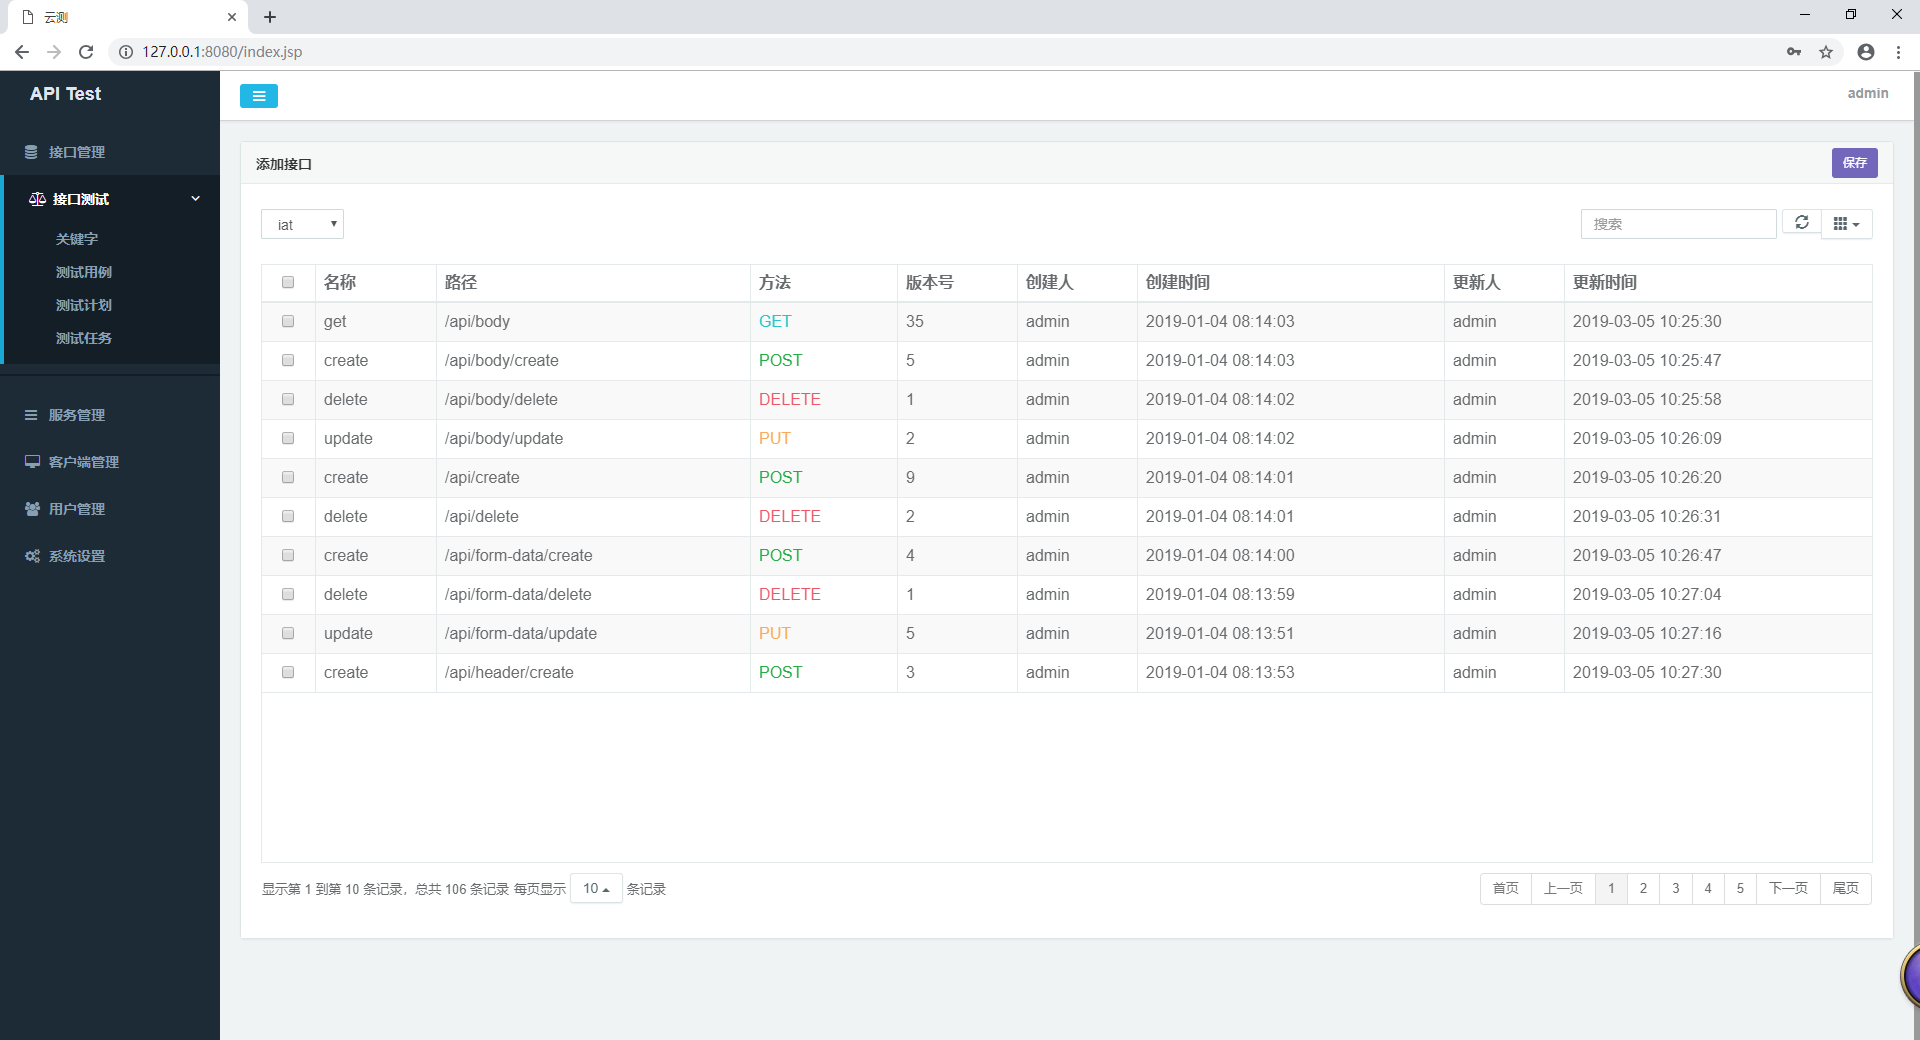 云测
127.0.0.1:8080/index.jsp
API Test
admin
接口管理
接口测试
关键字
测试用例
测试计划
测试任务
服务管理
客户端管理
用户管理
系统设置
添加接口 保存
iat 搜索
名称 路径 方法 版本号 创建人 创建时间 更新人 更新时间
get /api/body GET 35 admin 2019-01-04 08:14:03 admin 2019-03-05 10:25:30
create /api/body/create POST 5 admin 2019-01-04 08:14:03 admin 2019-03-05 10:25:47
delete /api/body/delete DELETE 1 admin 2019-01-04 08:14:02 admin 2019-03-05 10:25:58
update /api/body/update PUT 2 admin 2019-01-04 08:14:02 admin 2019-03-05 10:26:09
create /api/create POST 9 admin 2019-01-04 08:14:01 admin 2019-03-05 10:26:20
delete /api/delete DELETE 2 admin 2019-01-04 08:14:01 admin 2019-03-05 10:26:31
create /api/form-data/create POST 4 admin 2019-01-04 08:14:00 admin 2019-03-05 10:26:47
delete /api/form-data/delete DELETE 1 admin 2019-01-04 08:13:59 admin 2019-03-05 10:27:04
update /api/form-data/update PUT 5 admin 2019-01-04 08:13:51 admin 2019-03-05 10:27:16
create /api/header/create POST 3 admin 2019-01-04 08:13:53 admin 2019-03-05 10:27:30
显示第 1 到第 10 条记录，总共 106 条记录 每页显示 10 条记录 首页 上一页 1 2 3 4 5 下一页 尾页